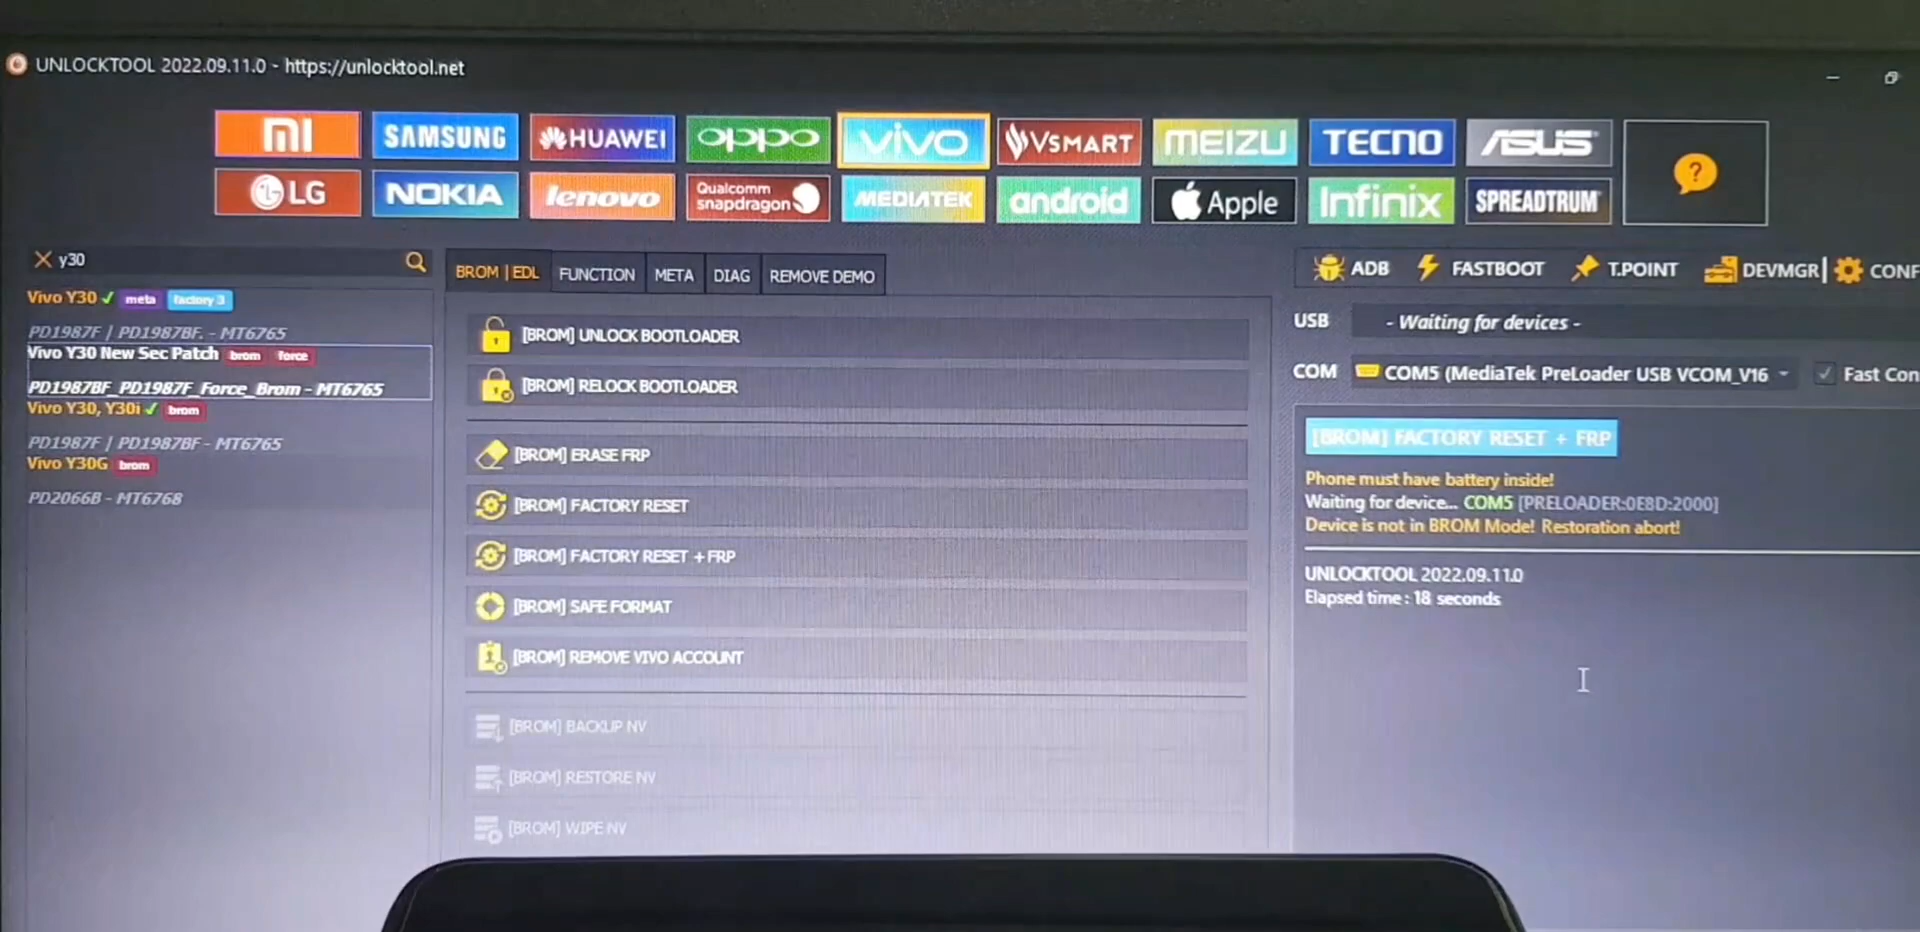 UNLOCKTOOL 2022.09.11.0 - https://unlocktool.net
mi SAMSUNG HUAWEI oppo vivo VSMART MEIZU TECNO ASUS ?
LG NOKIA lenovo Qualcomm snapdragon MEDIATEK android Apple Infinix SPREADTRUM
y30
Vivo Y30 ✓ meta factory 3
PD1987F | PD1987BF. - MT6765
Vivo Y30 New Sec Patch brom force
PD1987BF_PD1987F_Force_Brom - MT6765
Vivo Y30, Y30i ✓ brom
PD1987F | PD1987BF - MT6765
Vivo Y30G brom
PD2066B - MT6768
BROM | EDL FUNCTION META DIAG REMOVE DEMO
[BROM] UNLOCK BOOTLOADER
[BROM] RELOCK BOOTLOADER
[BROM] ERASE FRP
[BROM] FACTORY RESET
[BROM] FACTORY RESET + FRP
[BROM] SAFE FORMAT
[BROM] REMOVE VIVO ACCOUNT
[BROM] BACKUP NV
[BROM] RESTORE NV
[BROM] WIPE NV
ADB FASTBOOT T.POINT DEVMGR CONF
USB - Waiting for devices -
COM COM5 (MediaTek PreLoader USB VCOM_V16 ✓ Fast Con
[BROM] FACTORY RESET + FRP
Phone must have battery inside!
Waiting for device... COM5 [PRELOADER:0E8D:2000]
Device is not in BROM Mode! Restoration abort!
UNLOCKTOOL 2022.09.11.0
Elapsed time : 18 seconds